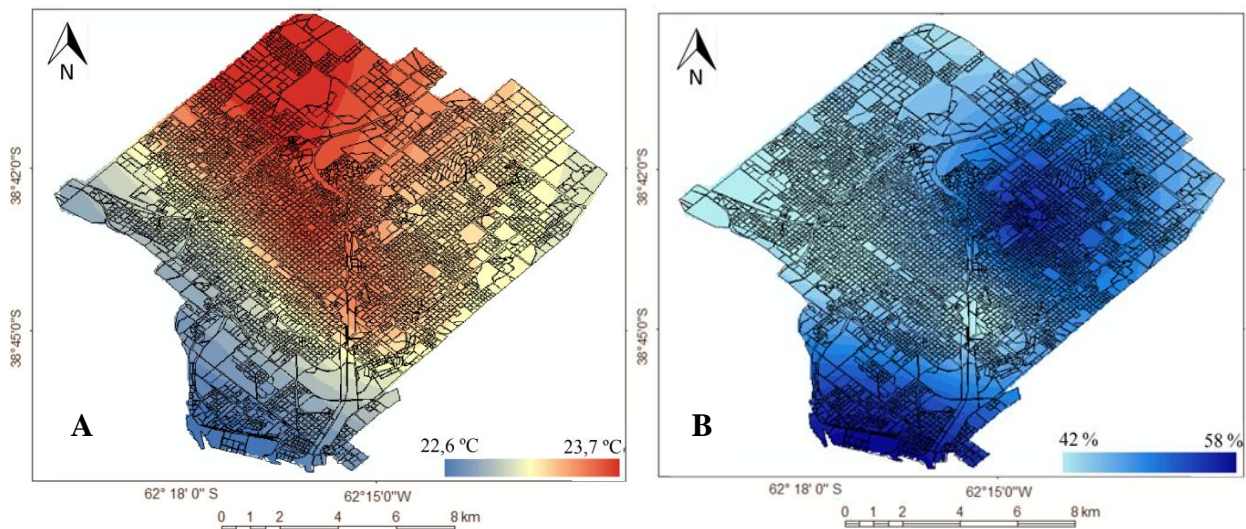 N
38°42'0"S
38°45'0"S
A
22,6 ºC
23,7 ºC
62° 18' 0" S
62°15'0"W
0 1 2 4 6 8 km
N
38°42'0"S
38°45'0"S
B
42 %
58 %
62° 18' 0" S
62°15'0"W
0 1 2 4 6 8 km